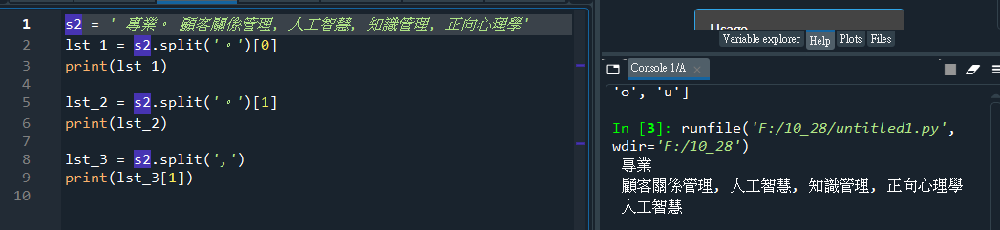 1 s2 = ' 專業。 顧客關係管理, 人工智慧, 知識管理, 正向心理學'
2 lst_1 = s2.split('。')[0]
3 print(lst_1)
4
5 lst_2 = s2.split('。')[1]
6 print(lst_2)
7
8 lst_3 = s2.split(',')
9 print(lst_3[1])
10
Usage
Variable explorer Help Plots Files
Console 1/A
'o', 'u']
In [3]: runfile('F:/10_28/untitled1.py',
wdir='F:/10_28')
專業
顧客關係管理, 人工智慧, 知識管理, 正向心理學
人工智慧